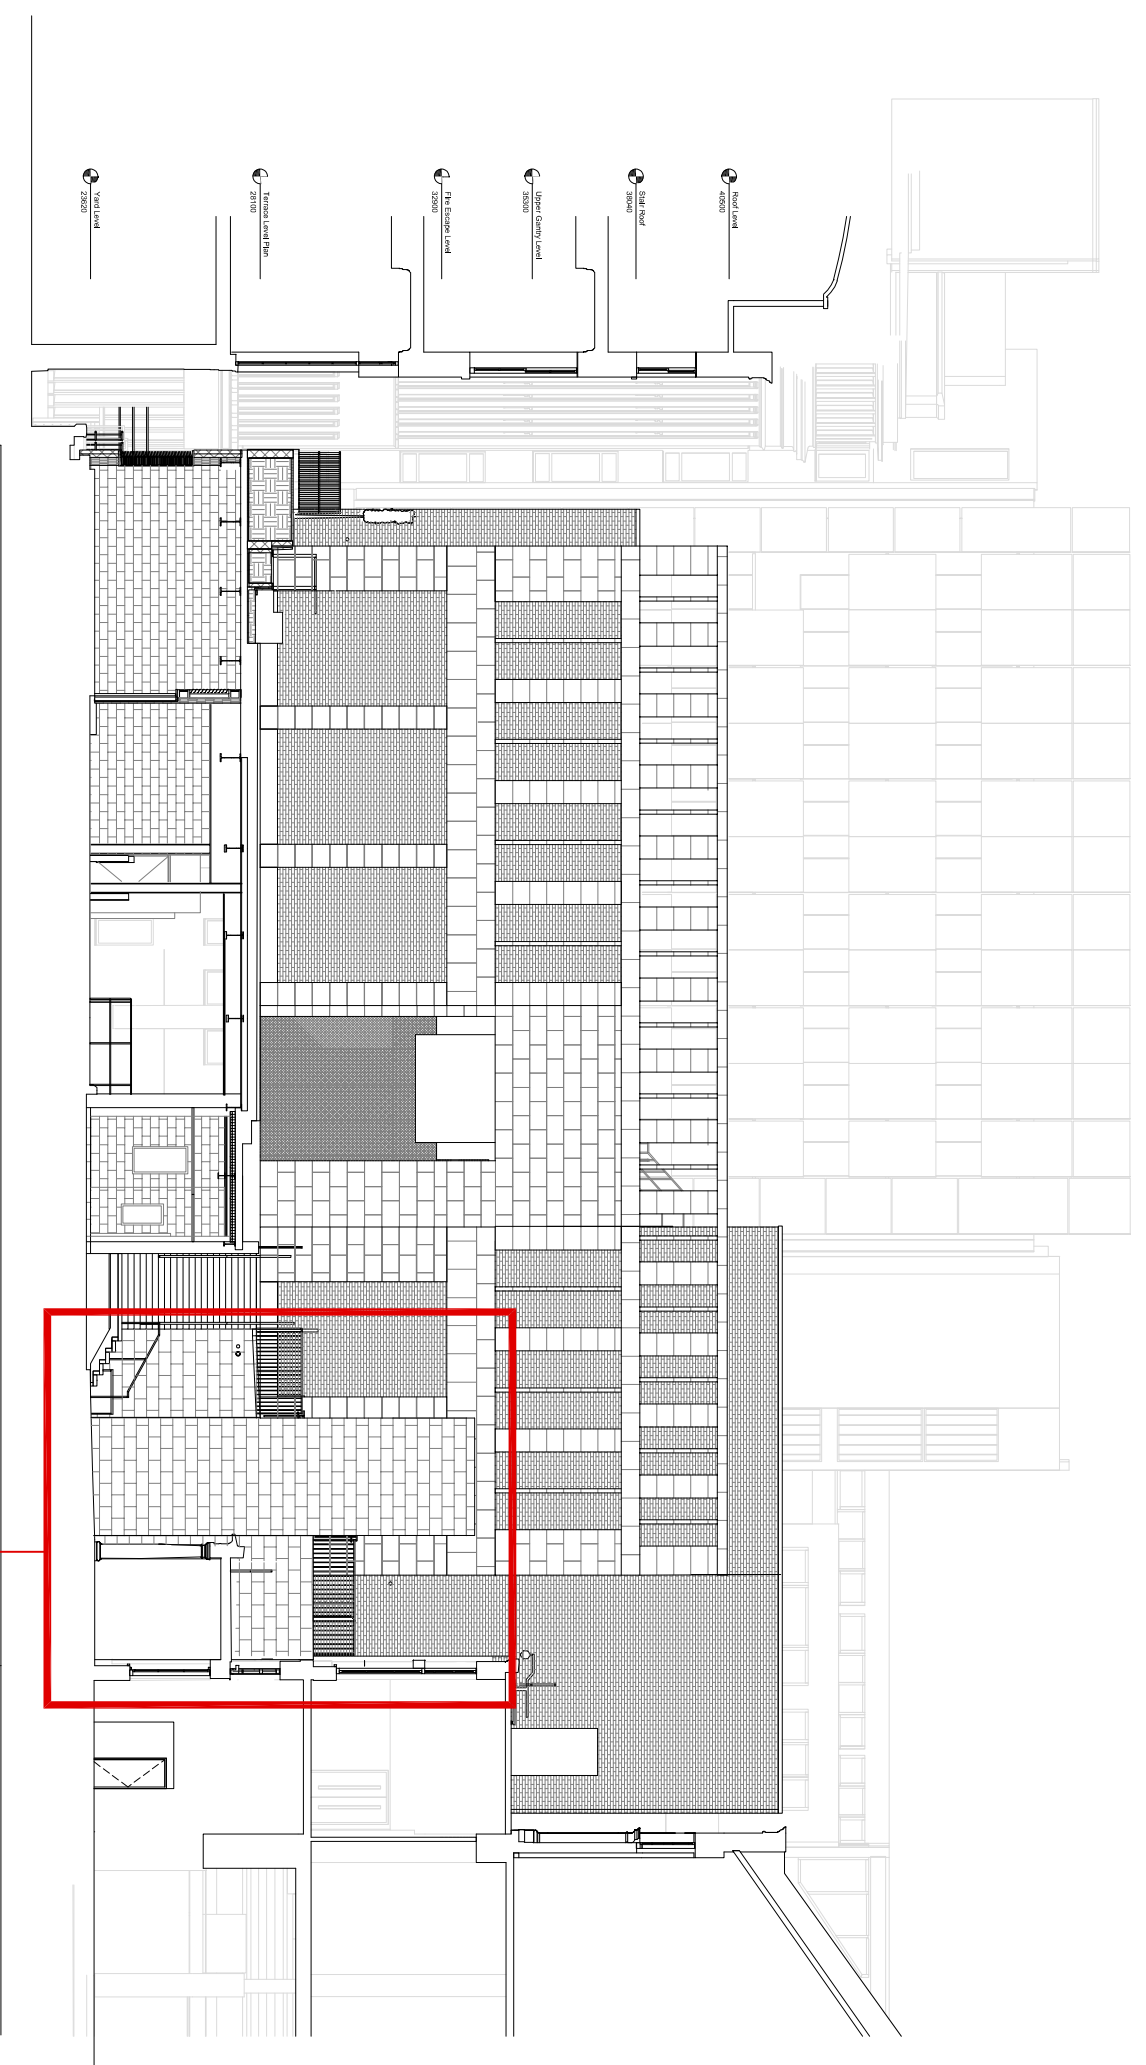 Roof Level
40500
Stair Roof
38040
Upper Gantry Level
35300
Fire Escape Level
32900
Terrace Level Plan
28100
Yard Level
23620